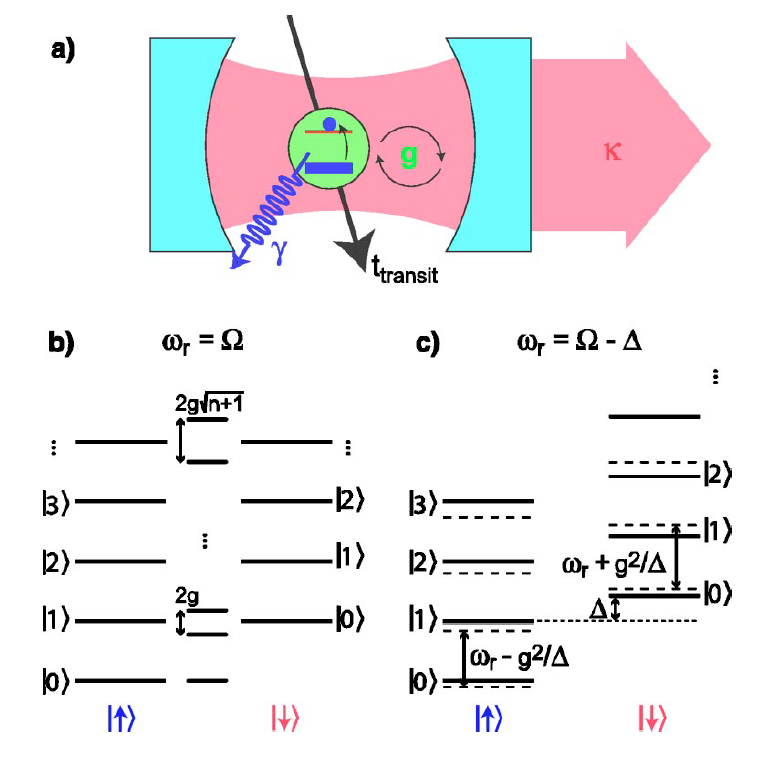 a)
g
κ
γ
t_transit
b) ω_r = Ω
2g√n+1
⋮ ⋮
|3⟩ |2⟩
⋮
|2⟩ |1⟩
2g
|1⟩ |0⟩
|0⟩
|↑⟩ |↓⟩
c) ω_r = Ω - Δ
⋮
|2⟩
|3⟩
|1⟩
|2⟩
ω_r + g²/Δ
|0⟩
Δ
|1⟩
ω_r - g²/Δ
|0⟩
|↑⟩ |↓⟩